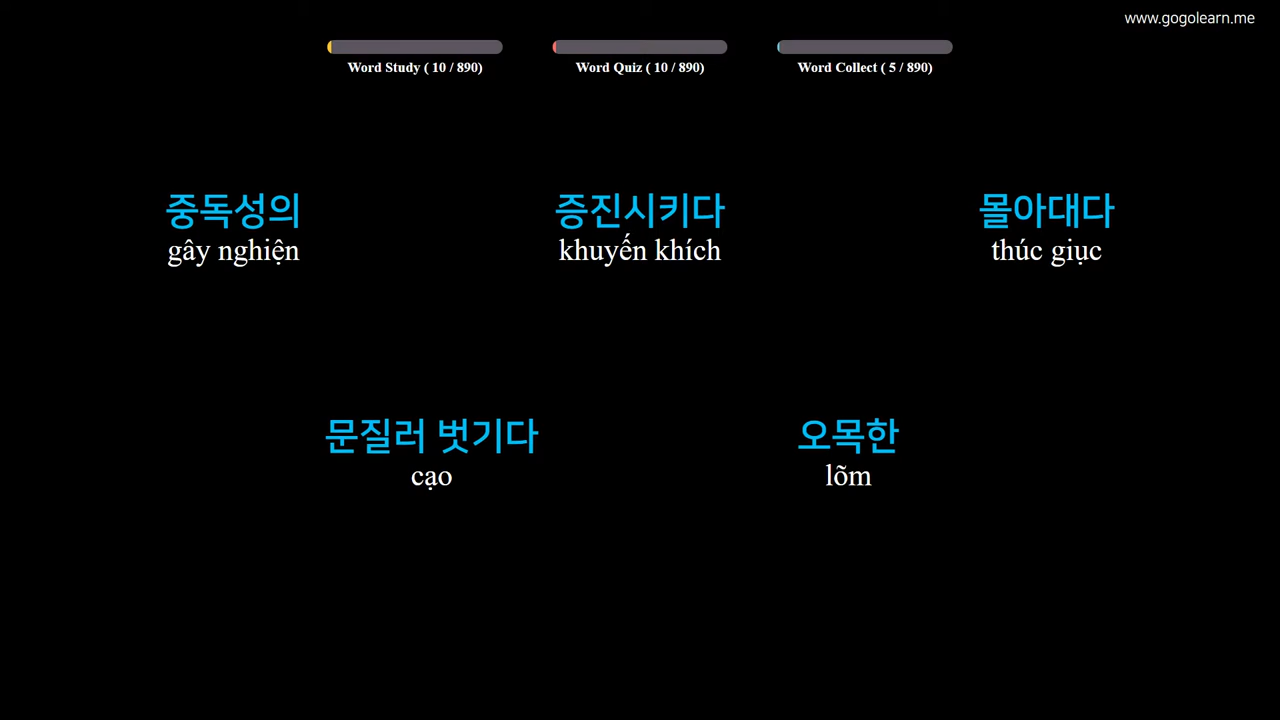 www.gogolearn.me
Word Study ( 10 / 890)
Word Quiz ( 10 / 890)
Word Collect ( 5 / 890)
중독성의
gây nghiện
증진시키다
khuyến khích
몰아대다
thúc giục
문질러 벗기다
cạo
오목한
lõm